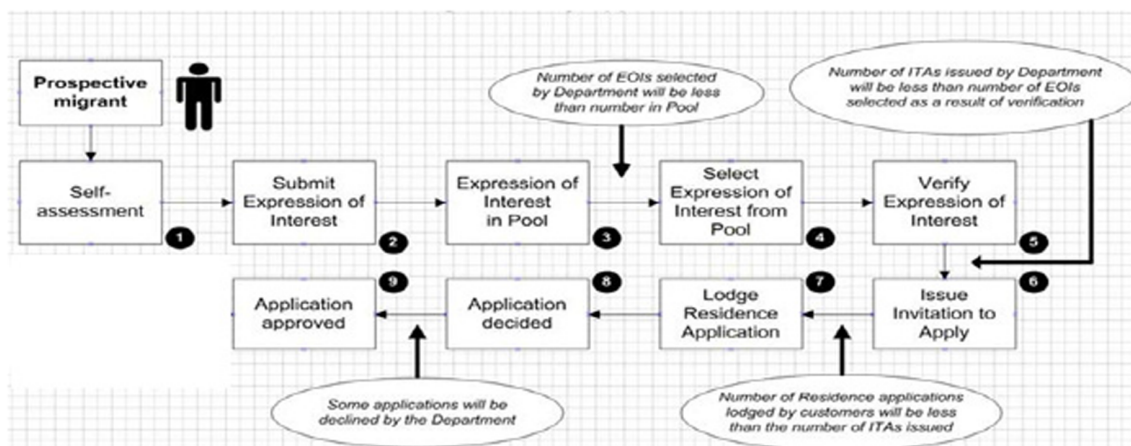 Prospective
migrant
Number of EOIs selected
by Department will be less
than number in Pool
Number of ITAs issued by Department
will be less than number of EOIs
selected as a result of verification
Self-
assessment
1
Submit
Expression of
Interest
2
Expression of
Interest
in Pool
3
Select
Expression of
Interest from
Pool
4
Verify
Expression of
Interest
5
Issue
Invitation to
Apply
6
Lodge
Residence
Application
7
Application
decided
8
Application
approved
9
Some applications will be
declined by the Department
Number of Residence applications
lodged by customers will be less
than the number of ITAs issued